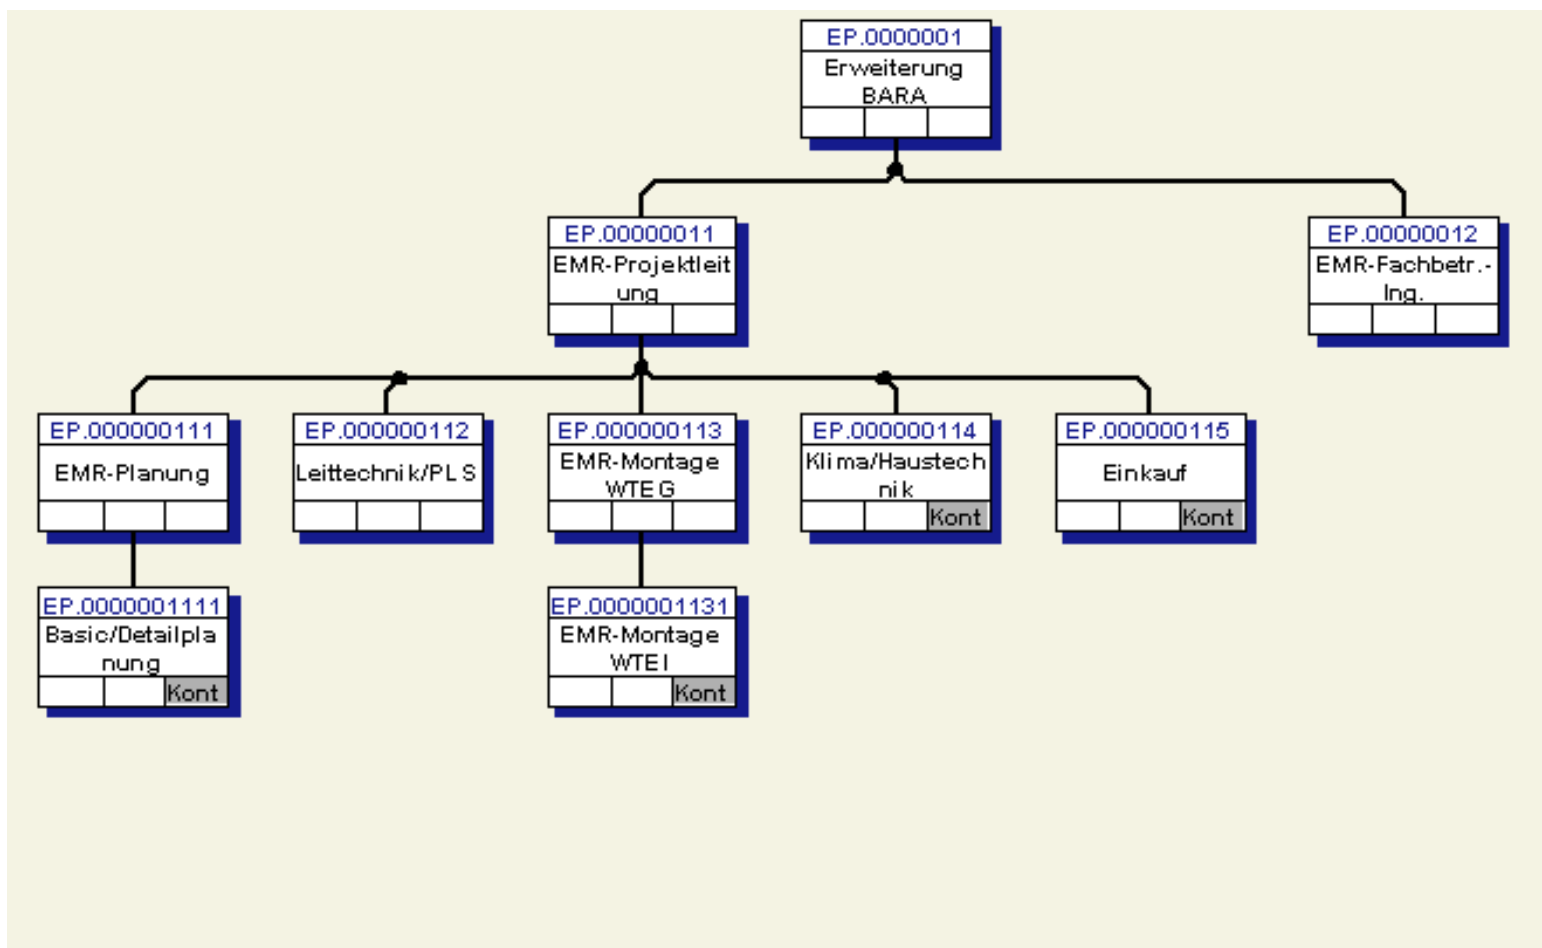 EP.0000001
Erweiterung
BARA
EP.00000011
EMR-Projektleit
ung
EP.00000012
EMR-Fachbetr.-
Ing.
EP.000000111
EMR-Planung
EP.000000112
Leittechnik/PLS
EP.000000113
EMR-Montage
WTEG
EP.000000114
Klima/Haustech
nik
Kont
EP.000000115
Einkauf
Kont
EP.0000001111
Basic/Detailpla
nung
Kont
EP.0000001131
EMR-Montage
WTEI
Kont